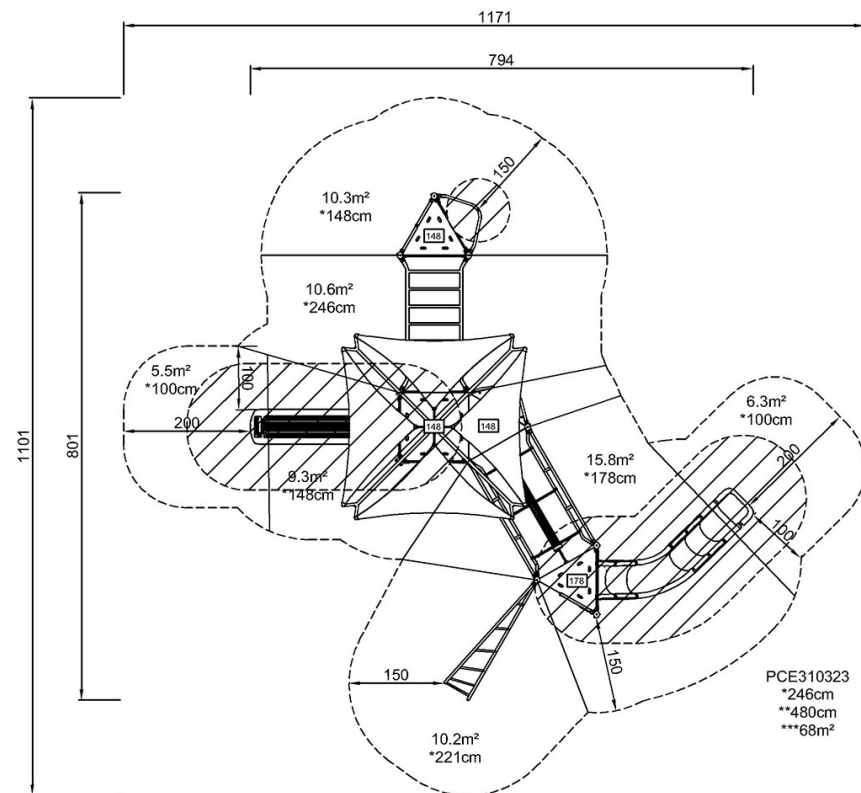 1171
794
150
10.3m²
*148cm
148
10.6m²
*246cm
5.5m²
*100cm
100
6.3m²
*100cm
200
148
148
200
1101
801
9.3m²
*148cm
15.8m²
*178cm
100
178
150
150
PCE310323
*246cm
**480cm
***68m²
10.2m²
*221cm